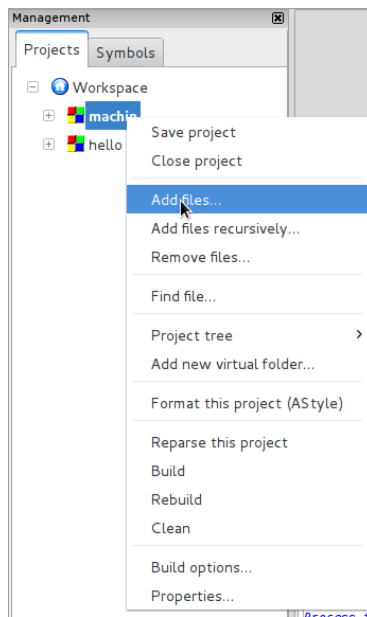 Management
Projects
Symbols
Workspace
machin
hello
Save project
Close project
Add files...
Add files recursively...
Remove files...
Find file...
Project tree
Add new virtual folder...
Format this project (AStyle)
Reparse this project
Build
Rebuild
Clean
Build options...
Properties...
Process